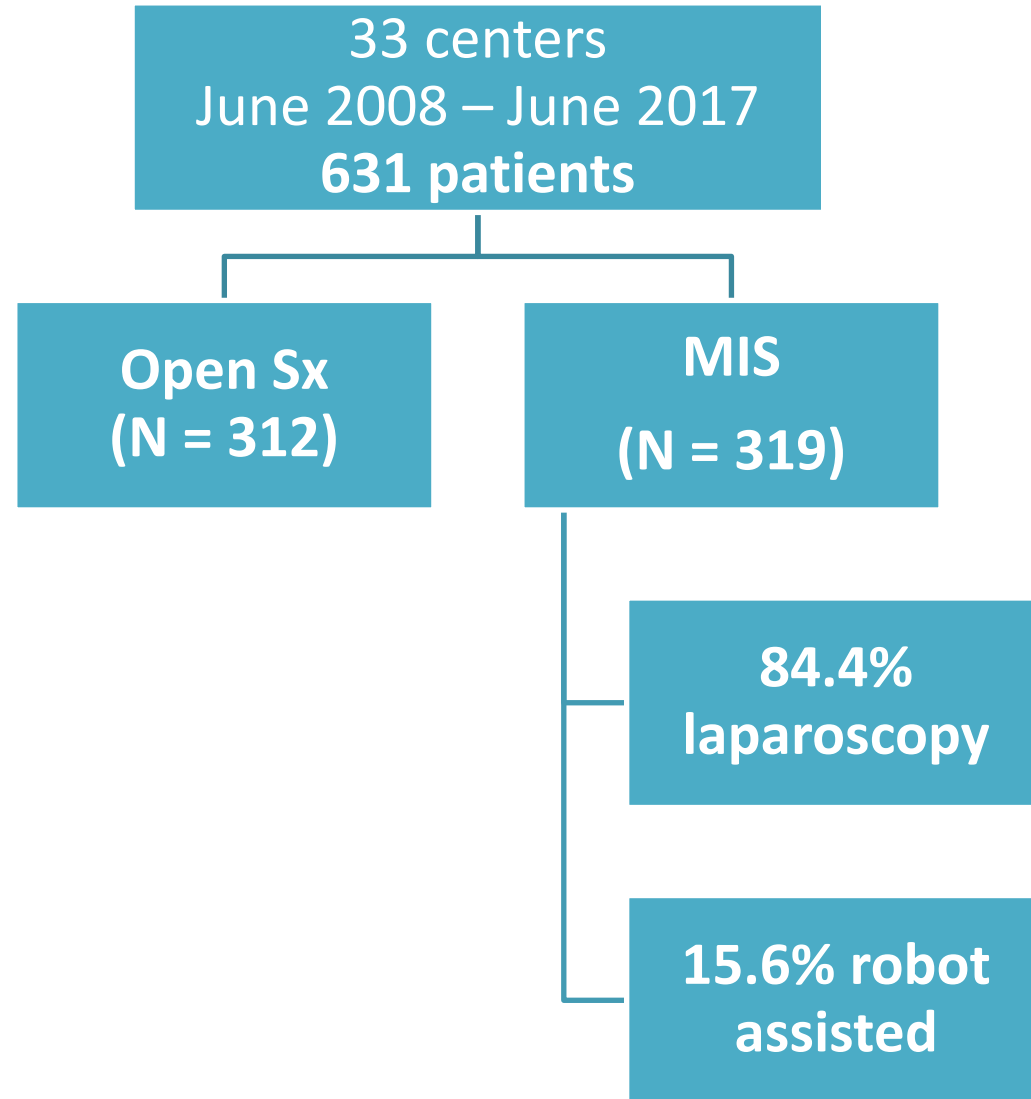 33 centers
June 2008 – June 2017
631 patients
Open Sx
(N = 312)
MIS
(N = 319)
84.4%
laparoscopy
15.6% robot
assisted